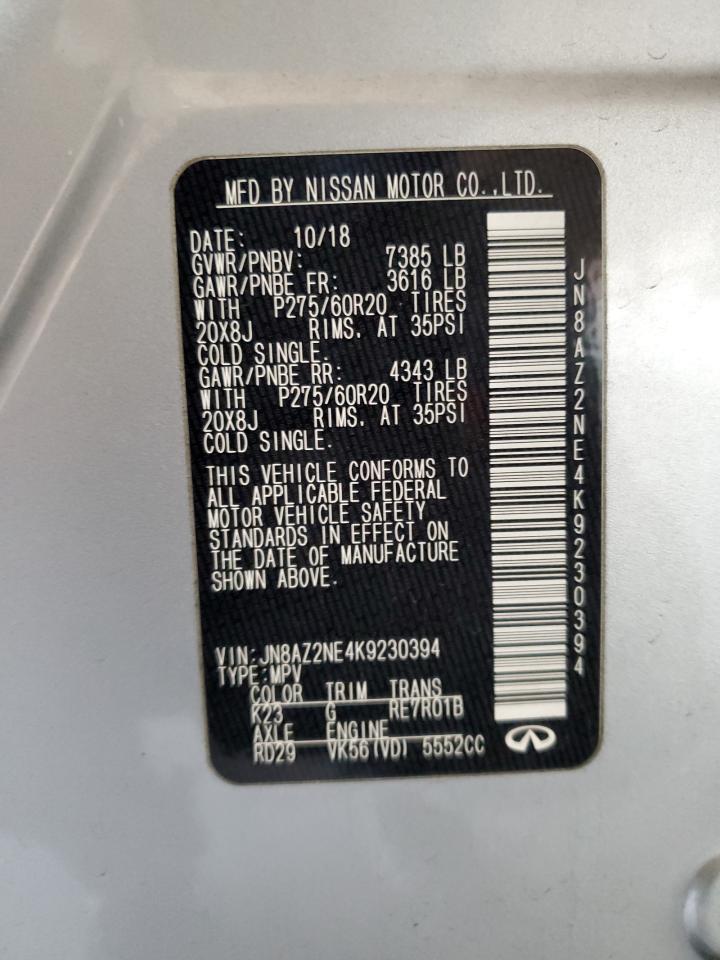 MFD BY NISSAN MOTOR CO.,LTD.
DATE: 10/18
GVWR/PNBV: 7385 LB
GAWR/PNBE FR: 3616 LB
WITH P275/60R20 TIRES
20X8J RIMS. AT 35PSI
COLD SINGLE.
GAWR/PNBE RR: 4343 LB
WITH P275/60R20 TIRES
20X8J RIMS. AT 35PSI
COLD SINGLE.
THIS VEHICLE CONFORMS TO
ALL APPLICABLE FEDERAL
MOTOR VEHICLE SAFETY
STANDARDS IN EFFECT ON
THE DATE OF MANUFACTURE
SHOWN ABOVE.
VIN:JN8AZ2NE4K9230394
TYPE:MPV
COLOR TRIM TRANS
K23 G RE7R01B
AXLE ENGINE
RD29 VK56(VD) 5552CC
JN8AZ2NE4K9230394